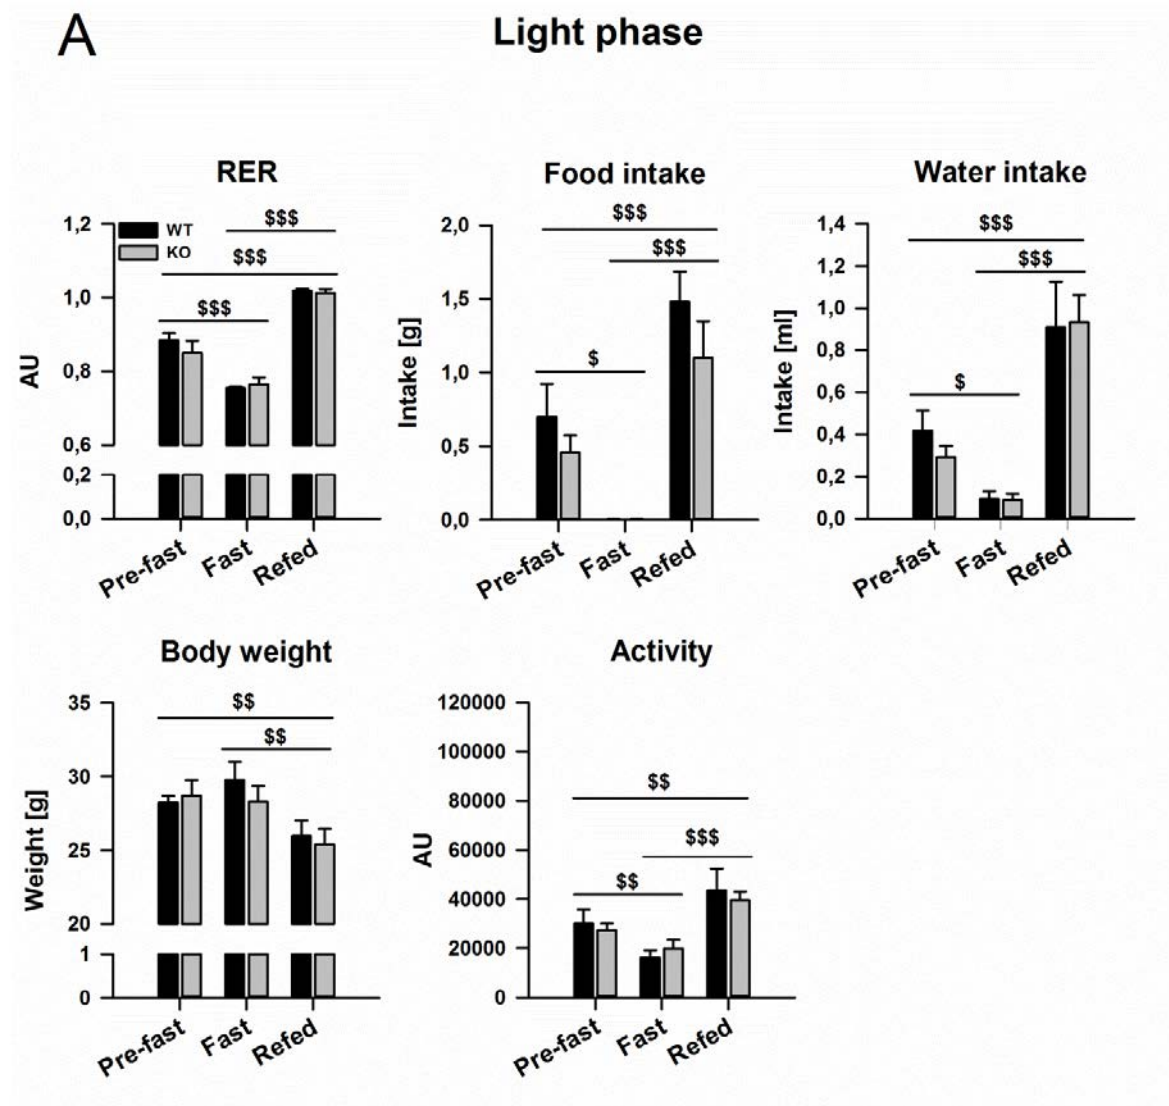 A
Light phase
RER
1,2
1,0
0,8
0,6
0,2
0,0
AU
WT
KO
$$$
$$$
$$$
Pre-fast
Fast
Refed
Food intake
2,0
1,5
1,0
0,5
0,0
Intake [g]
$$$
$$$
$
Pre-fast
Fast
Refed
Water intake
1,4
1,2
1,0
0,8
0,6
0,4
0,2
0,0
Intake [ml]
$$$
$$$
$
Pre-fast
Fast
Refed
Body weight
35
30
25
20
1
0
Weight [g]
$$
$$
Pre-fast
Fast
Refed
Activity
120000
100000
80000
60000
40000
20000
0
AU
$$
$$$
$$
Pre-fast
Fast
Refed